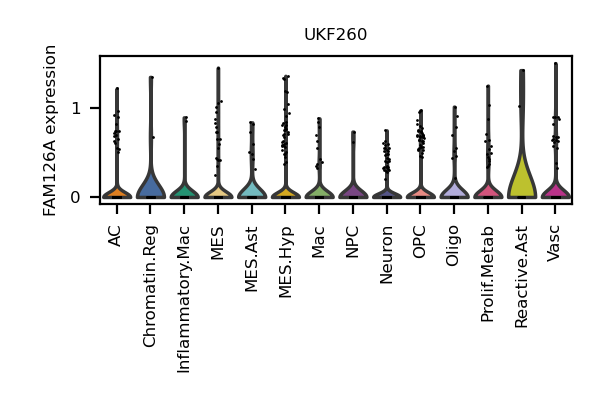 UKF260
FAM126A expression
1
0
AC
Chromatin.Reg
Inflammatory.Mac
MES
MES.Ast
MES.Hyp
Mac
NPC
Neuron
OPC
Oligo
Prolif.Metab
Reactive.Ast
Vasc